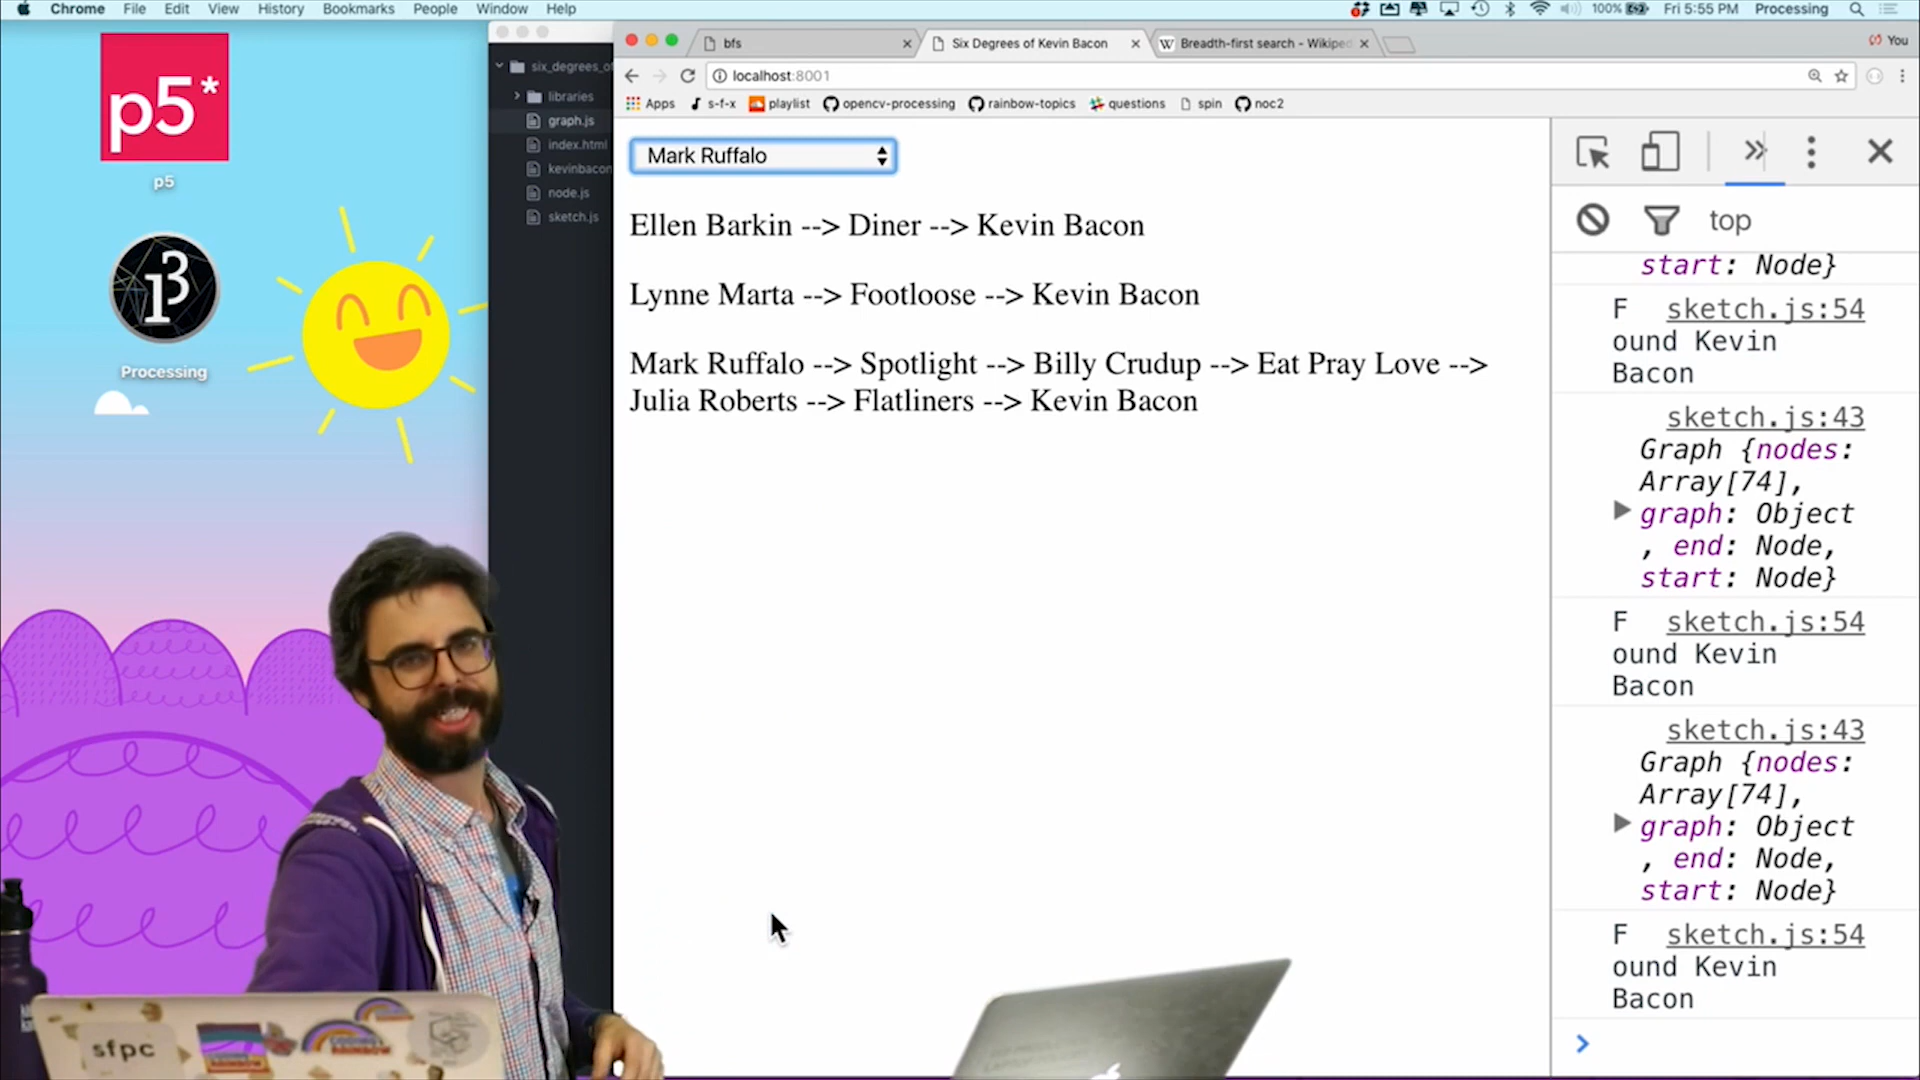 Chrome File Edit View History Bookmarks People Window Help 100% Fri 5:55 PM Processing
p5*
p5
Processing
six_degrees_of
libraries
graph.js
index.html
kevinbacon
node.js
sketch.js
bfs
Six Degrees of Kevin Bacon
W Breadth-first search - Wikiped
You
localhost:8001
Apps s-f-x playlist opencv-processing rainbow-topics questions spin noc2
Mark Ruffalo
Ellen Barkin --> Diner --> Kevin Bacon
Lynne Marta --> Footloose --> Kevin Bacon
Mark Ruffalo --> Spotlight --> Billy Crudup --> Eat Pray Love -->
Julia Roberts --> Flatliners --> Kevin Bacon
top
start: Node}
F sketch.js:54
ound Kevin
Bacon
sketch.js:43
Graph {nodes:
Array[74],
graph: Object
, end: Node,
start: Node}
F sketch.js:54
ound Kevin
Bacon
sketch.js:43
Graph {nodes:
Array[74],
graph: Object
, end: Node,
start: Node}
F sketch.js:54
ound Kevin
Bacon
>
sfpc